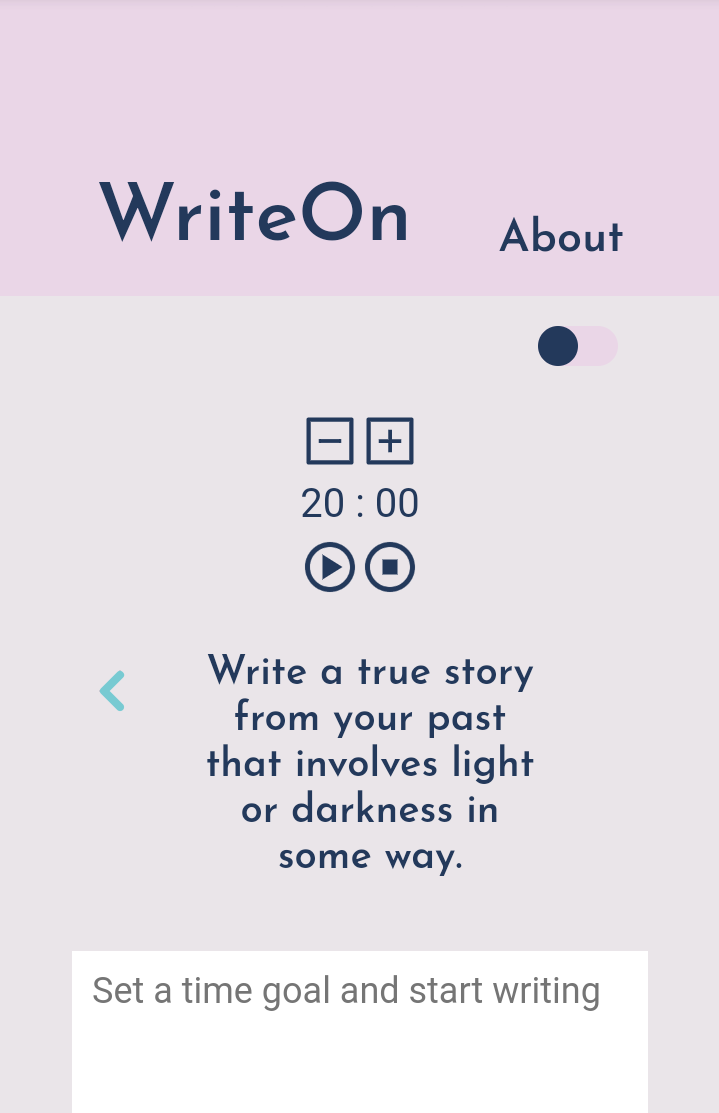 WriteOn
About
20 : 00
Write a true story
from your past
that involves light
or darkness in
some way.
Set a time goal and start writing